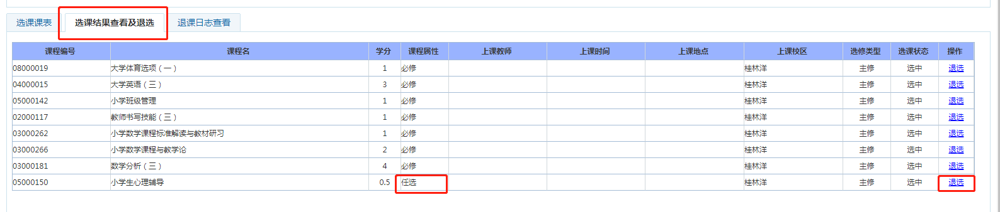 选课课表 选课结果查看及退选 退课日志查看
课程编号 课程名 学分 课程属性 上课教师 上课时间 上课地点 上课校区 选修类型 选课状态 操作
08000019 大学体育选项（一） 1 必修 桂林洋 主修 选中 退选
04000015 大学英语（三） 3 必修 桂林洋 主修 选中 退选
05000142 小学班级管理 1 必修 桂林洋 主修 选中 退选
02000117 教师书写技能（三） 1 必修 桂林洋 主修 选中 退选
03000262 小学数学课程标准解读与教材研习 1 必修 桂林洋 主修 选中 退选
03000266 小学数学课程与教学论 2 必修 桂林洋 主修 选中 退选
03000181 数学分析（三） 4 必修 桂林洋 主修 选中 退选
05000150 小学生心理辅导 0.5 任选 桂林洋 主修 选中 退选